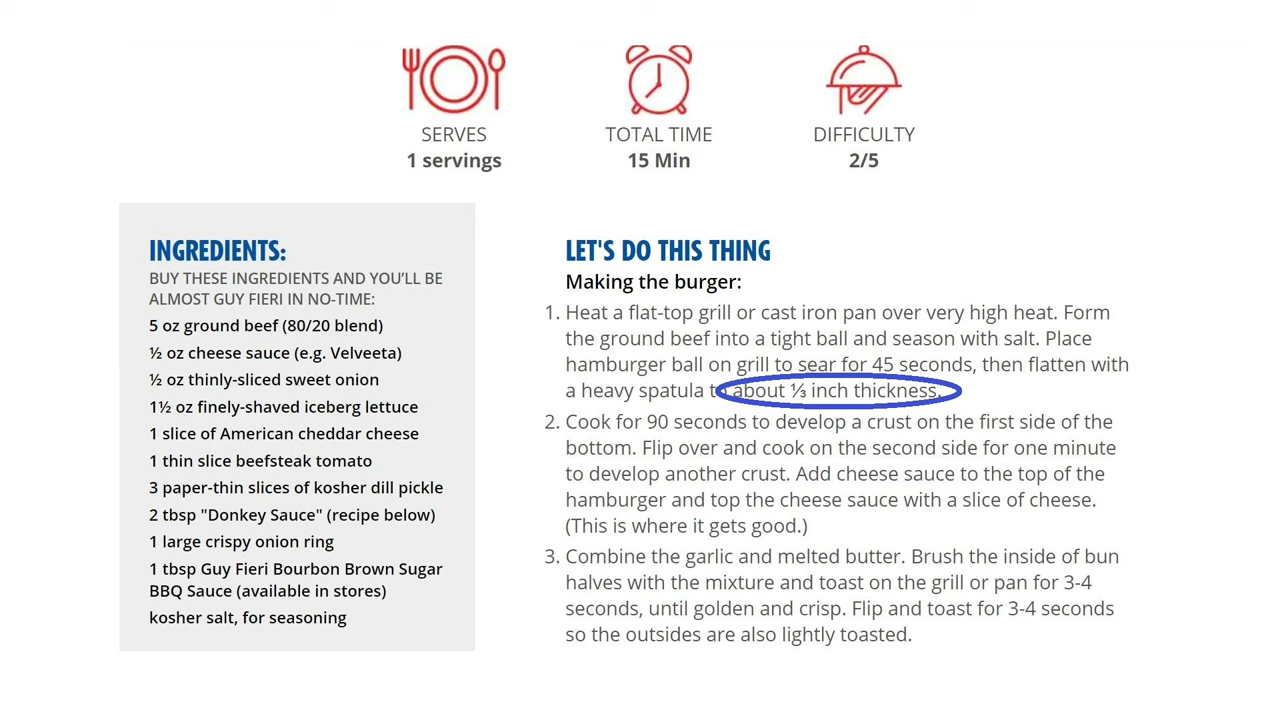 SERVES
1 servings
TOTAL TIME
15 Min
DIFFICULTY
2/5
INGREDIENTS:
BUY THESE INGREDIENTS AND YOU’LL BE
ALMOST GUY FIERI IN NO-TIME:
5 oz ground beef (80/20 blend)
½ oz cheese sauce (e.g. Velveeta)
½ oz thinly-sliced sweet onion
1½ oz finely-shaved iceberg lettuce
1 slice of American cheddar cheese
1 thin slice beefsteak tomato
3 paper-thin slices of kosher dill pickle
2 tbsp "Donkey Sauce" (recipe below)
1 large crispy onion ring
1 tbsp Guy Fieri Bourbon Brown Sugar
BBQ Sauce (available in stores)
kosher salt, for seasoning
LET'S DO THIS THING
Making the burger:
1. Heat a flat-top grill or cast iron pan over very high heat. Form
the ground beef into a tight ball and season with salt. Place
hamburger ball on grill to sear for 45 seconds, then flatten with
a heavy spatula to about ⅓ inch thickness.
2. Cook for 90 seconds to develop a crust on the first side of the
bottom. Flip over and cook on the second side for one minute
to develop another crust. Add cheese sauce to the top of the
hamburger and top the cheese sauce with a slice of cheese.
(This is where it gets good.)
3. Combine the garlic and melted butter. Brush the inside of bun
halves with the mixture and toast on the grill or pan for 3-4
seconds, until golden and crisp. Flip and toast for 3-4 seconds
so the outsides are also lightly toasted.